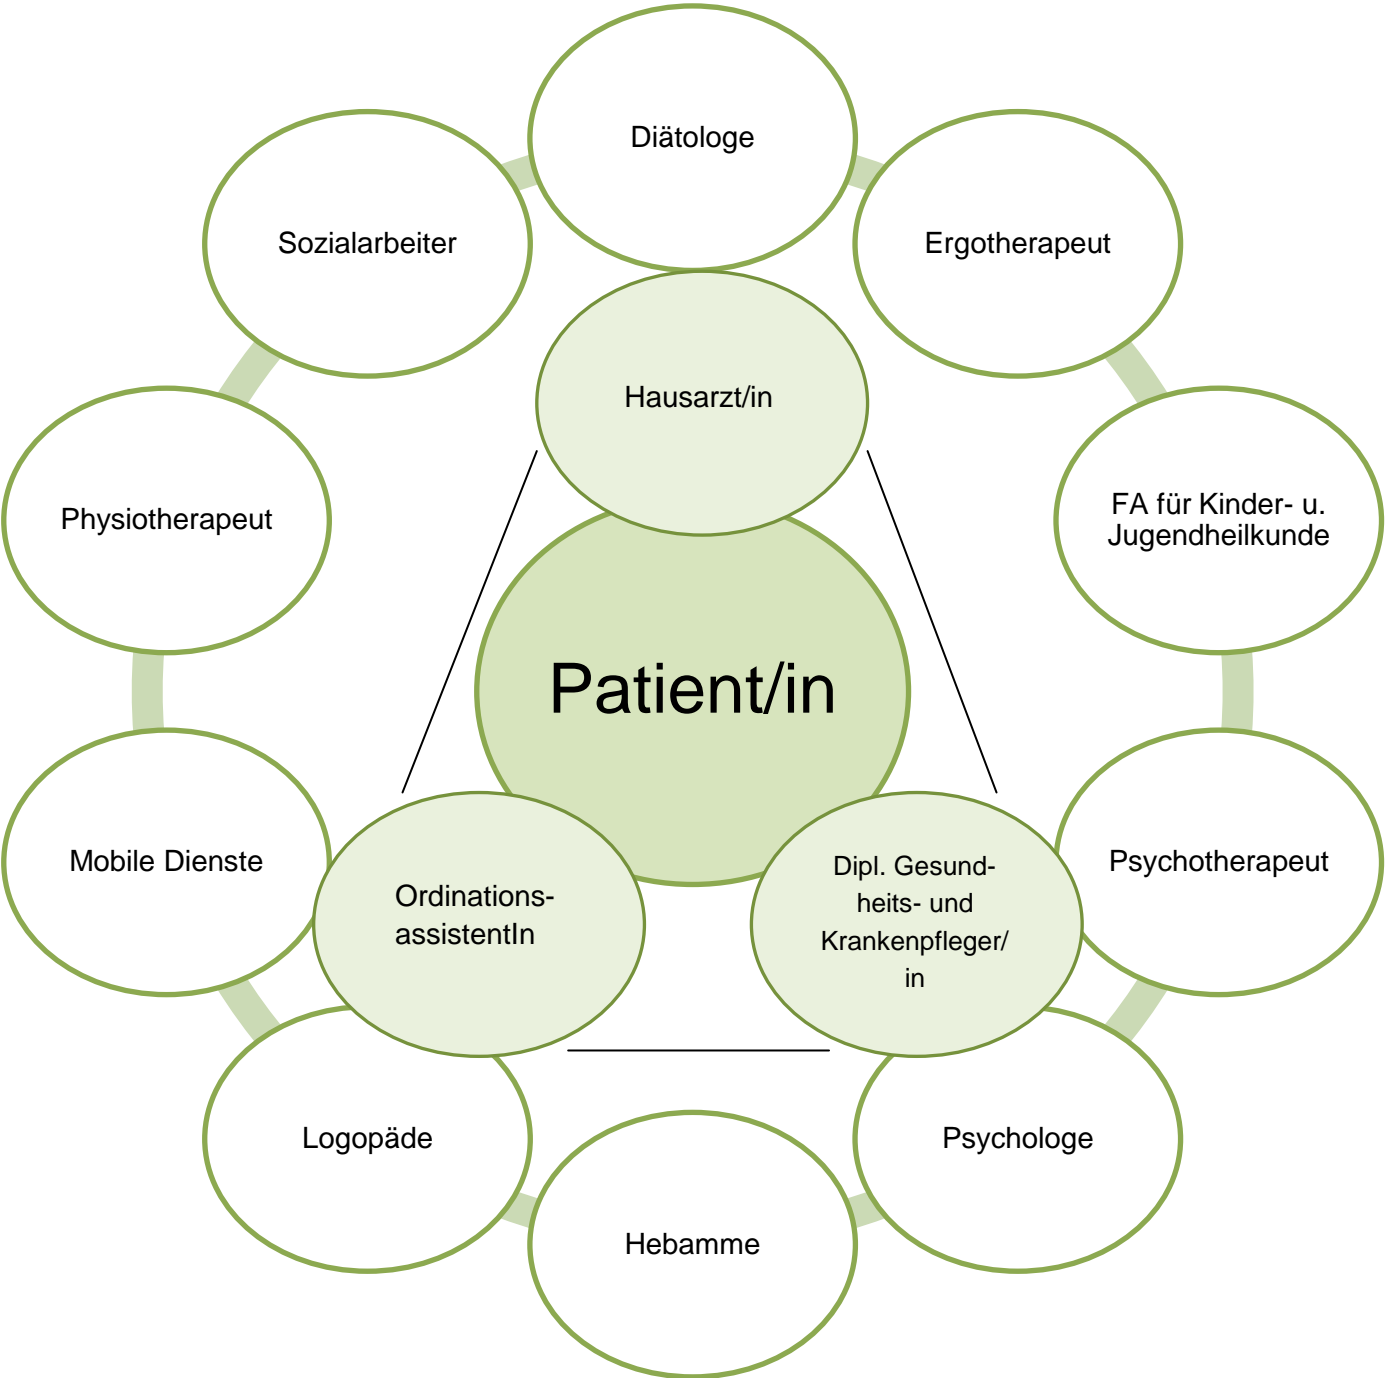 Diätologe
Sozialarbeiter
Ergotherapeut
Hausarzt/in
Physiotherapeut
FA für Kinder- u.
Jugendheilkunde
Patient/in
Mobile Dienste
Ordinations-
assistentIn
Dipl. Gesund-
heits- und
Krankenpfleger/
in
Psychotherapeut
Logopäde
Psychologe
Hebamme